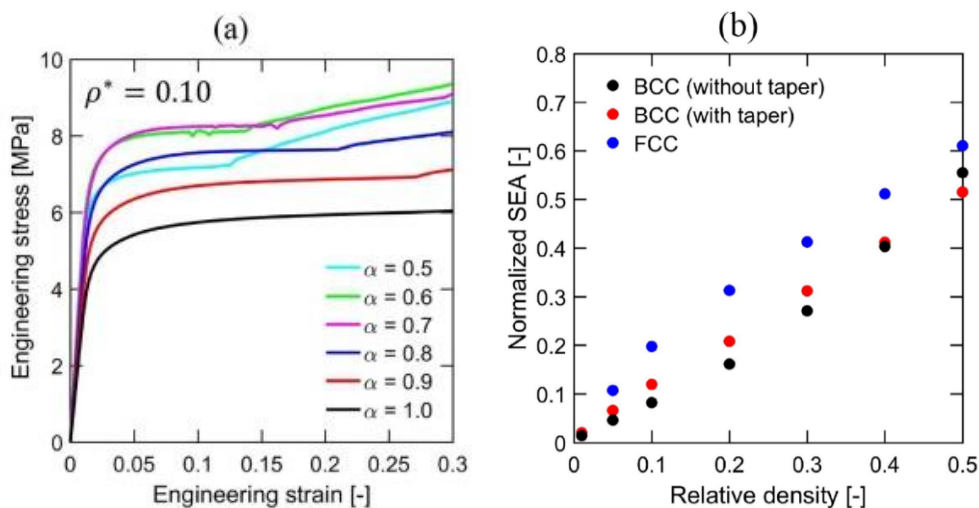 (a)
10
8
6
4
2
0
0
0.05
0.1
0.15
0.2
0.25
0.3
Engineering stress [MPa]
Engineering strain [-]
ρ* = 0.10
α = 0.5
α = 0.6
α = 0.7
α = 0.8
α = 0.9
α = 1.0
(b)
0.8
0.7
0.6
0.5
0.4
0.3
0.2
0.1
0
0
0.1
0.2
0.3
0.4
0.5
Normalized SEA [-]
Relative density [-]
BCC (without taper)
BCC (with taper)
FCC